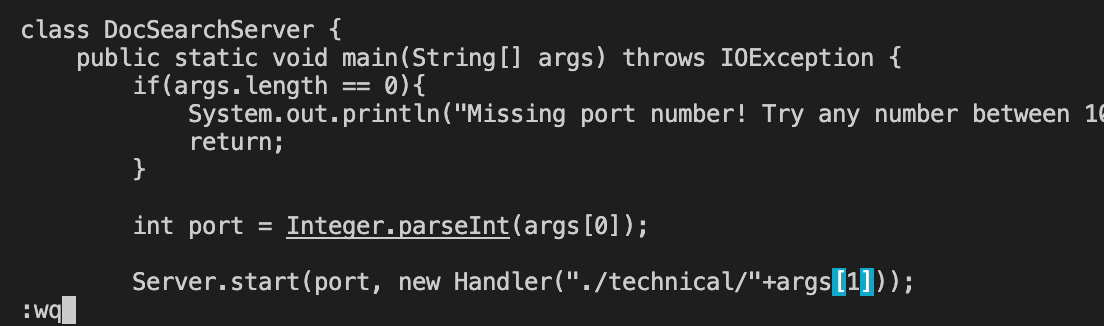 class DocSearchServer {
    public static void main(String[] args) throws IOException {
        if(args.length == 0){
            System.out.println("Missing port number! Try any number between 10
            return;
        }

        int port = Integer.parseInt(args[0]);

        Server.start(port, new Handler("./technical/"+args[1]));
:wq